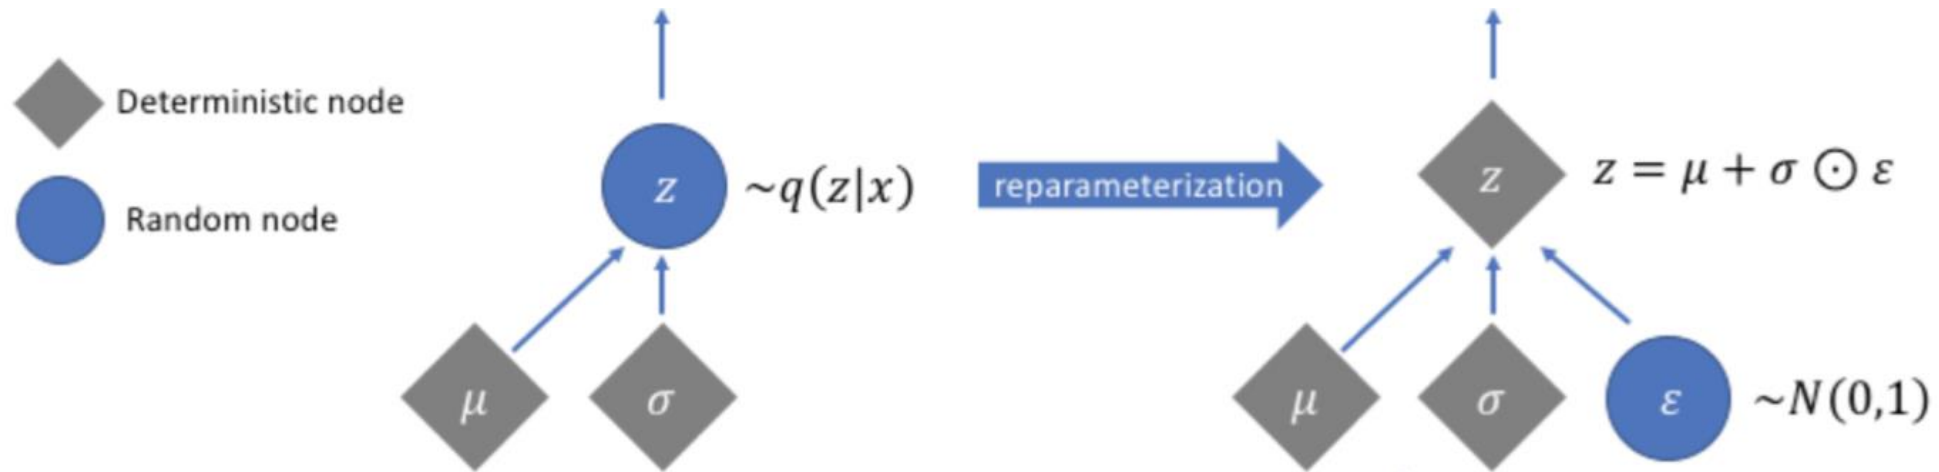 Deterministic node
Random node
z ~q(z|x)
μ
σ
reparameterization
z z = μ + σ ⊙ ε
μ
σ
ε ~N(0,1)